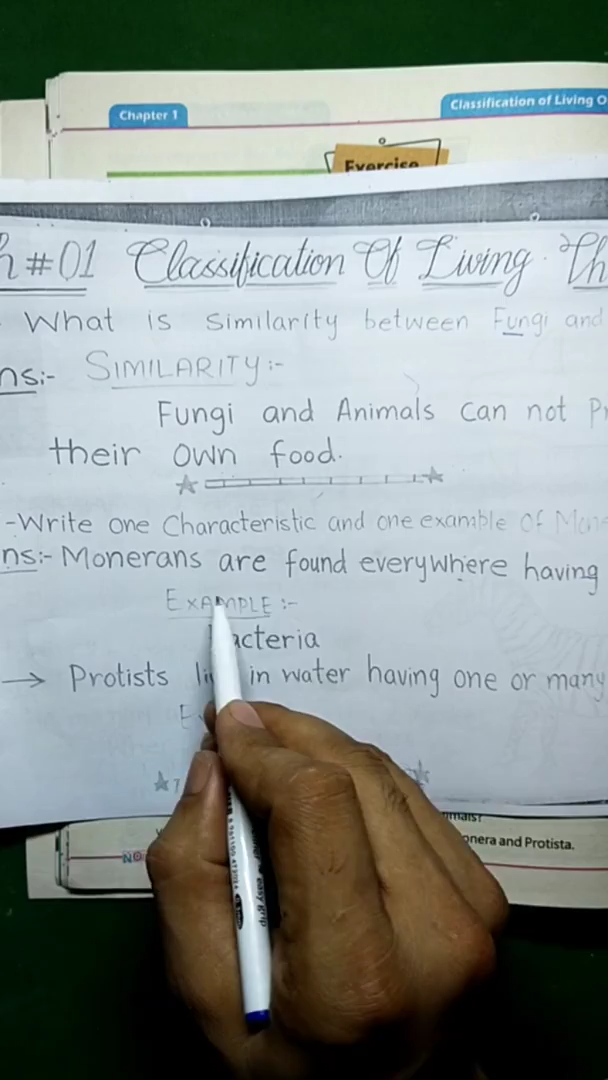 Chapter 1
Classification of Living O
Exercise
#01 Classification Of Living Th
What is similarity between Fungi and
ns:- SIMILARITY:-
Fungi and Animals can not Pr
their own food.
-Write one Characteristic and one example of Mone
ns:- Monerans are found everywhere having
EXAMPLE :-
acteria
→ Protists in water having one or many
onera and Protista.